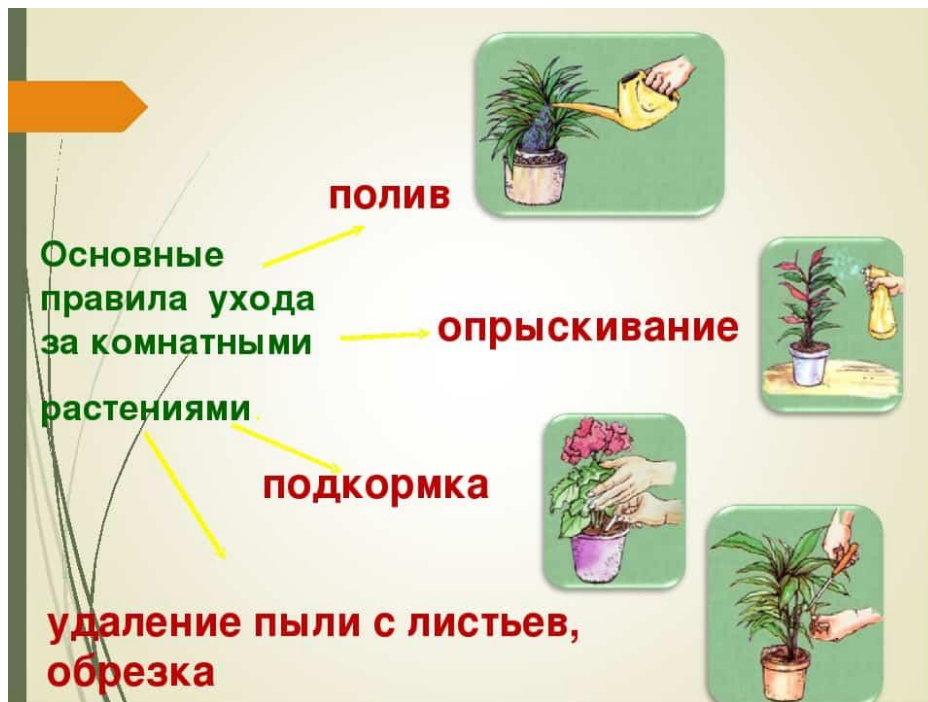 полив
Основные
правила ухода
за комнатными
растениями.
опрыскивание
подкормка
удаление пыли с листьев,
обрезка